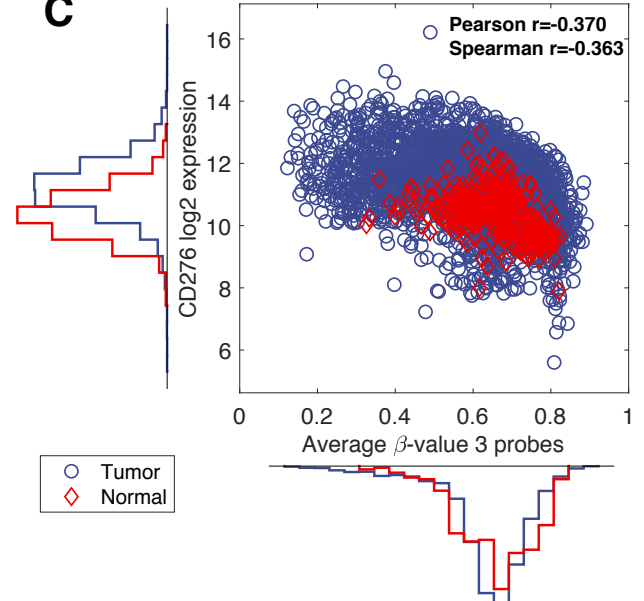 C
Pearson r=-0.370
Spearman r=-0.363
CD276 log2 expression
16
14
12
10
8
6
0 0.2 0.4 0.6 0.8 1
Average β-value 3 probes
Tumor
Normal